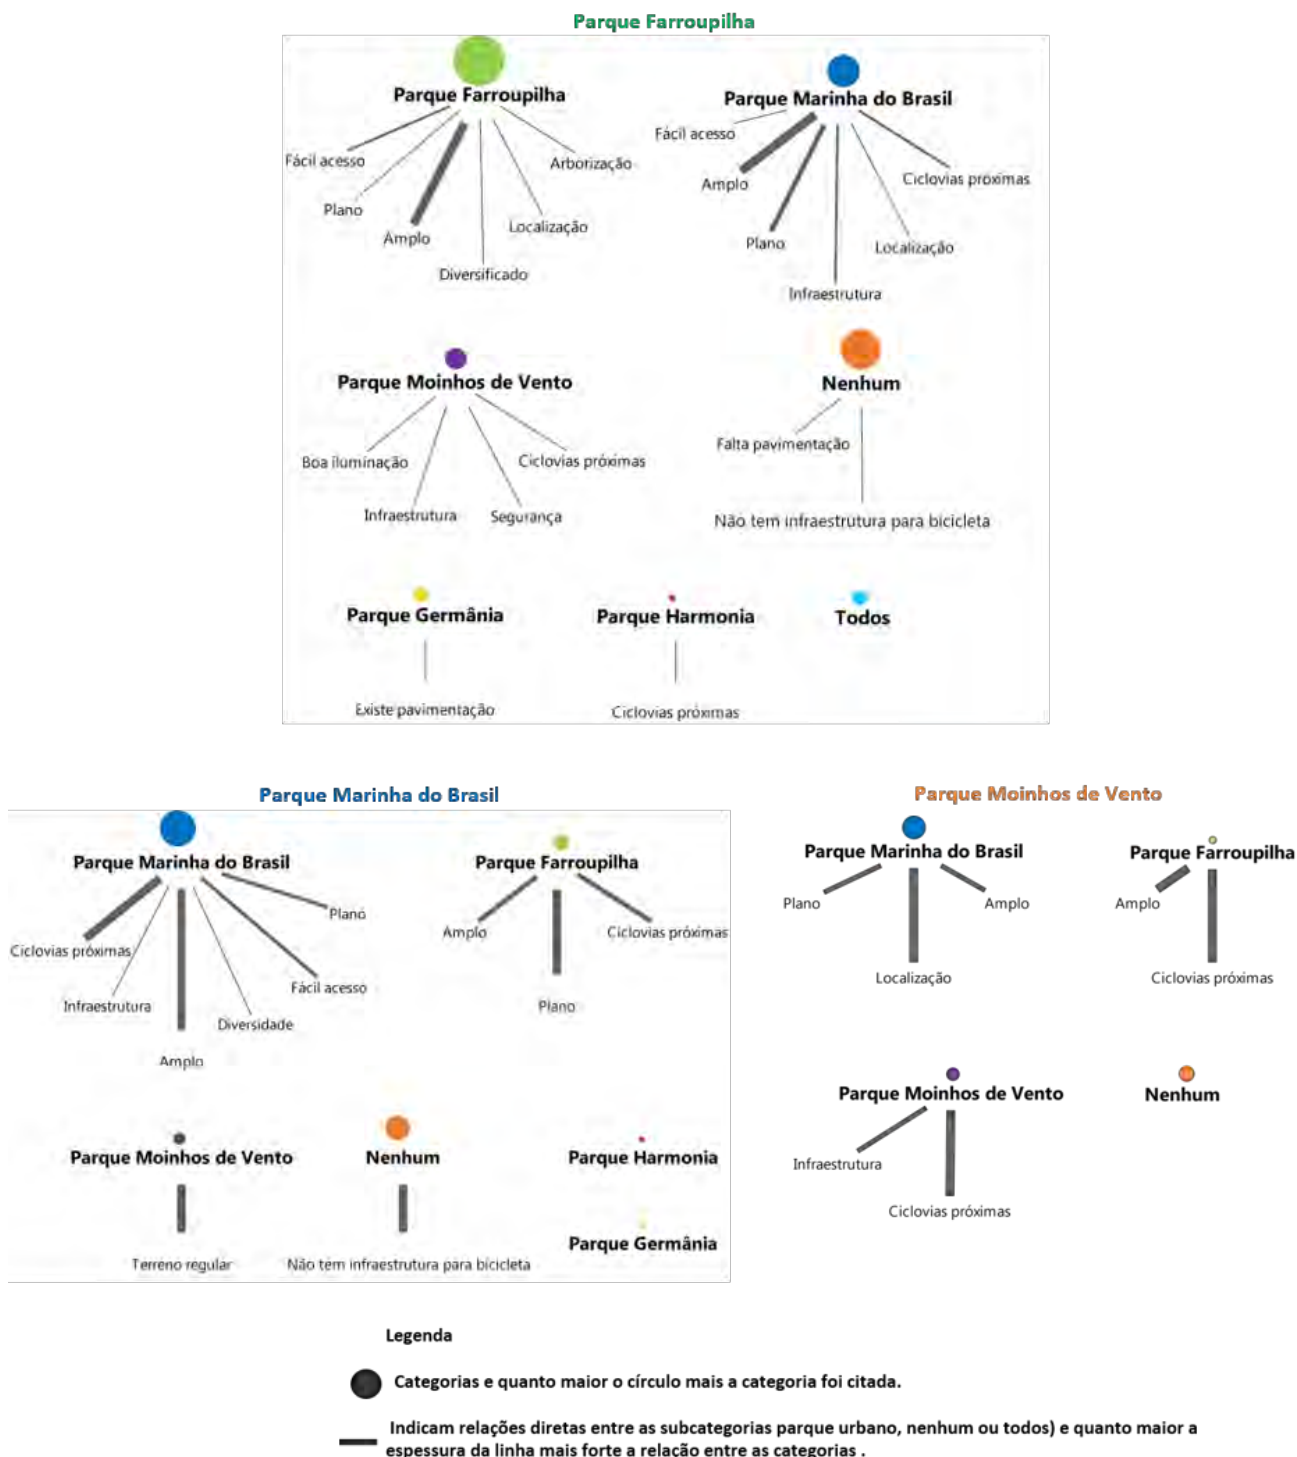 Parque Farroupilha
Parque Farroupilha
Parque Marinha do Brasil
Fácil acesso
Plano
Amplo
Diversificado
Localização
Arborização
Fácil acesso
Amplo
Plano
Infraestrutura
Localização
Ciclovias próximas
Parque Moinhos de Vento
Nenhum
Boa iluminação
Infraestrutura
Segurança
Ciclovias próximas
Falta pavimentação
Não tem infraestrutura para bicicleta
Parque Germânia
Parque Harmonia
Todos
Existe pavimentação
Ciclovias próximas
Parque Marinha do Brasil
Parque Marinha do Brasil
Parque Farroupilha
Ciclovias próximas
Infraestrutura
Amplo
Diversidade
Fácil acesso
Plano
Amplo
Plano
Ciclovias próximas
Parque Moinhos de Vento
Nenhum
Parque Harmonia
Terreno regular
Não tem infraestrutura para bicicleta
Parque Germânia
Parque Moinhos de Vento
Parque Marinha do Brasil
Parque Farroupilha
Plano
Localização
Amplo
Amplo
Ciclovias próximas
Parque Moinhos de Vento
Nenhum
Infraestrutura
Ciclovias próximas
Legenda
Categorias e quanto maior o círculo mais a categoria foi citada.
Indicam relações diretas entre as subcategorias parque urbano, nenhum ou todos) e quanto maior a
espessura da linha mais forte a relação entre as categorias .